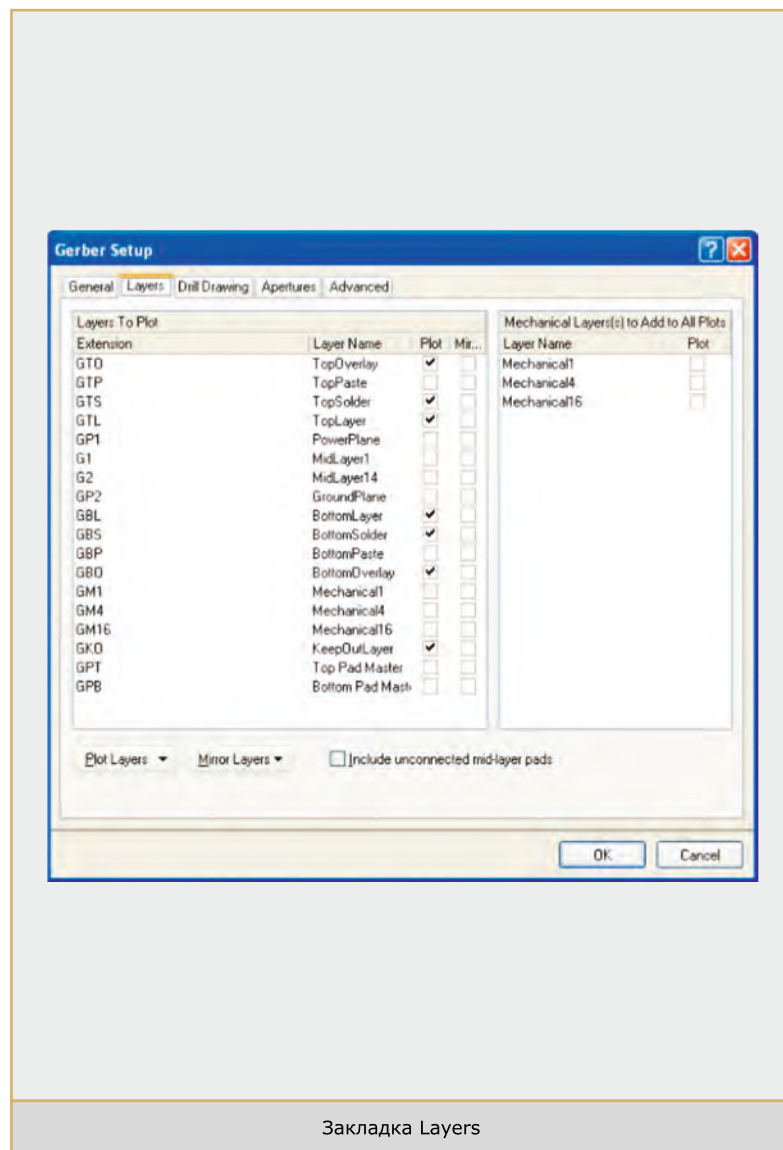 Gerber Setup
General Layers Drill Drawing Apertures Advanced
Layers To Plot
Extension Layer Name Plot Mir...
GTO TopOverlay
GTP TopPaste
GTS TopSolder
GTL TopLayer
GP1 PowerPlane
G1 MidLayer1
G2 MidLayer14
GP2 GroundPlane
GBL BottomLayer
GBS BottomSolder
GBP BottomPaste
GBO BottomOverlay
GM1 Mechanical1
GM4 Mechanical4
GM16 Mechanical16
GKO KeepOutLayer
GPT Top Pad Master
GPB Bottom Pad Mast
Mechanical Layers(s) to Add to All Plots
Layer Name Plot
Mechanical1
Mechanical4
Mechanical16
Plot Layers Mirror Layers Include unconnected mid-layer pads
OK Cancel
Закладка Layers